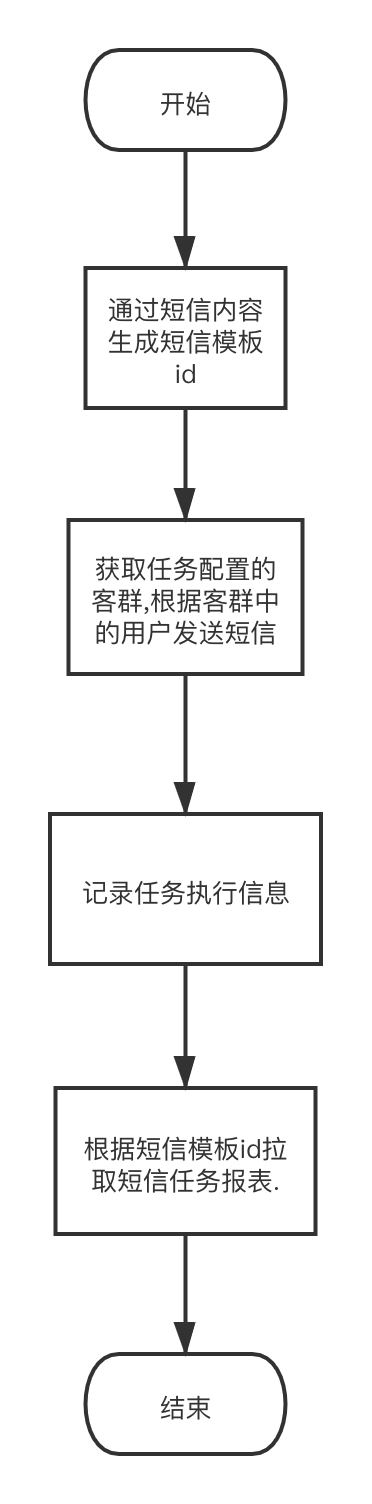 开始
通过短信内容
生成短信模板
id
获取任务配置的
客群,根据客群中
的用户发送短信
记录任务执行信息
根据短信模板id拉
取短信任务报表.
结束